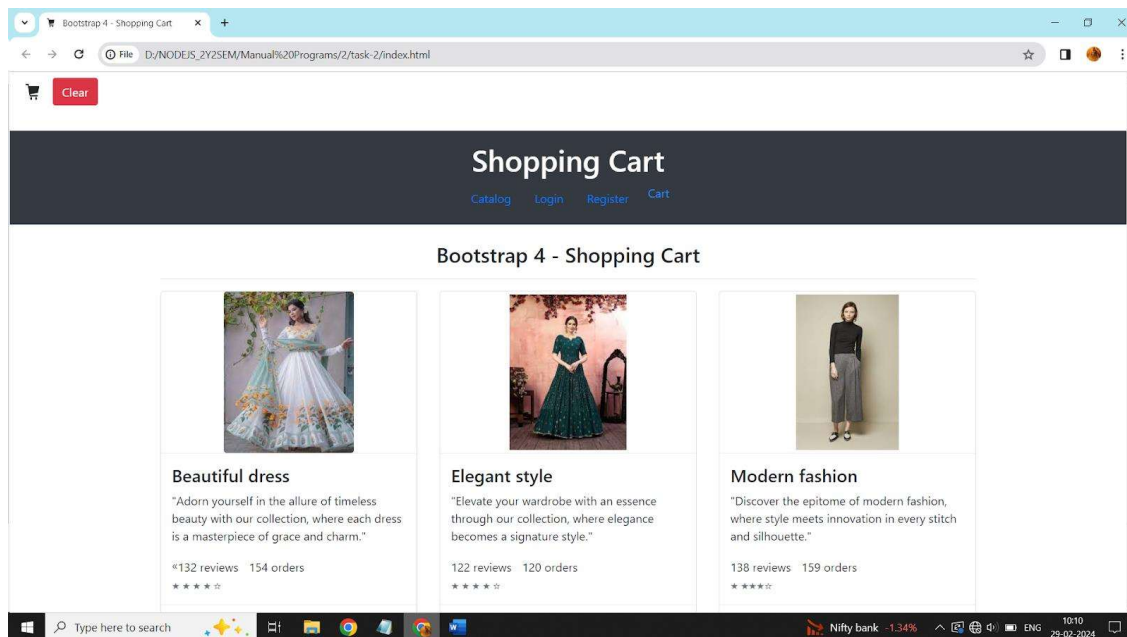 Bootstrap 4 - Shopping Cart
File D:/NODEJS_2Y2SEM/Manual%20Programs/2/task-2/index.html
Clear
Shopping Cart
Catalog Login Register Cart
Bootstrap 4 - Shopping Cart
Beautiful dress
"Adorn yourself in the allure of timeless
beauty with our collection, where each dress
is a masterpiece of grace and charm."
«132 reviews 154 orders
★ ★ ★ ★ ☆
Elegant style
"Elevate your wardrobe with an essence
through our collection, where elegance
becomes a signature style."
122 reviews 120 orders
★ ★ ★ ★ ☆
Modern fashion
"Discover the epitome of modern fashion,
where style meets innovation in every stitch
and silhouette."
138 reviews 159 orders
★ ★★★☆
Type here to search
Nifty bank -1.34%
ENG
10:10
29-02-2024